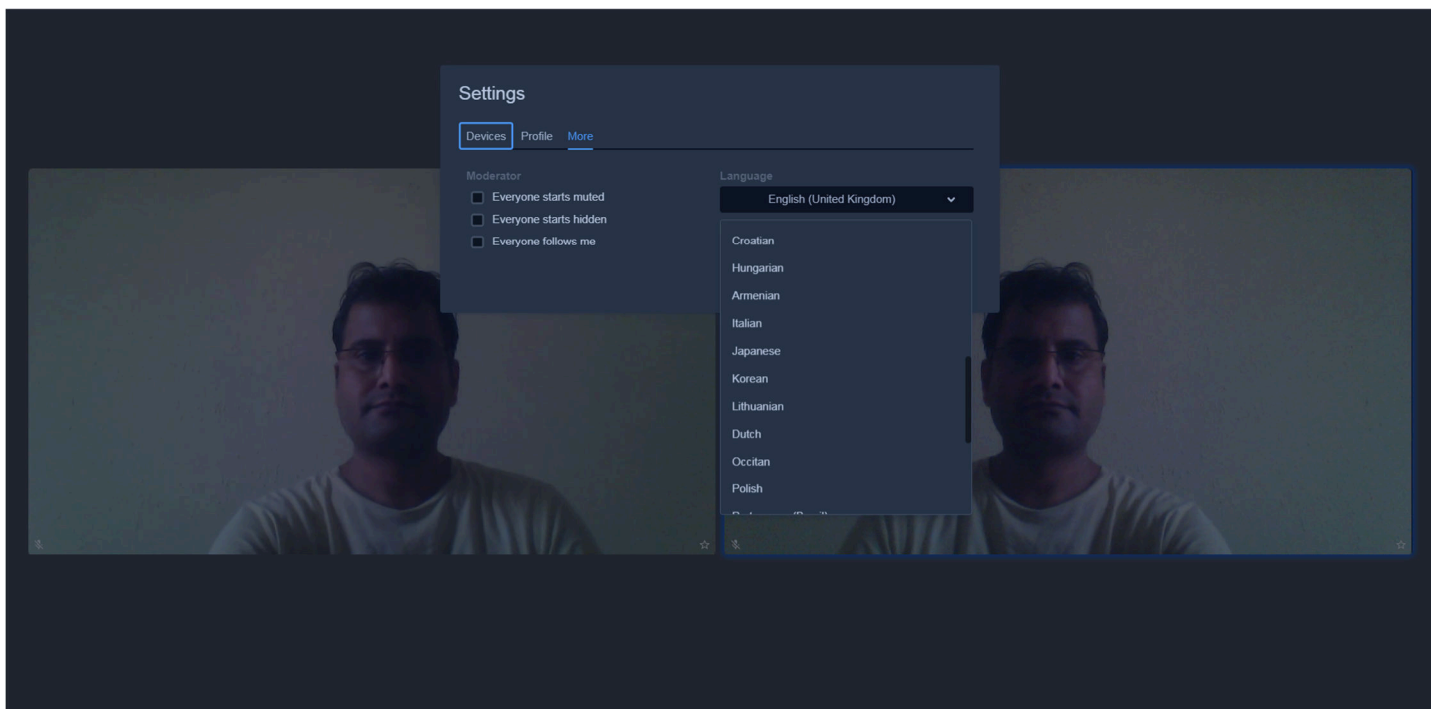 Settings
Devices Profile More
Moderator
Everyone starts muted
Everyone starts hidden
Everyone follows me
Language
English (United Kingdom)
Croatian
Hungarian
Armenian
Italian
Japanese
Korean
Lithuanian
Dutch
Occitan
Polish